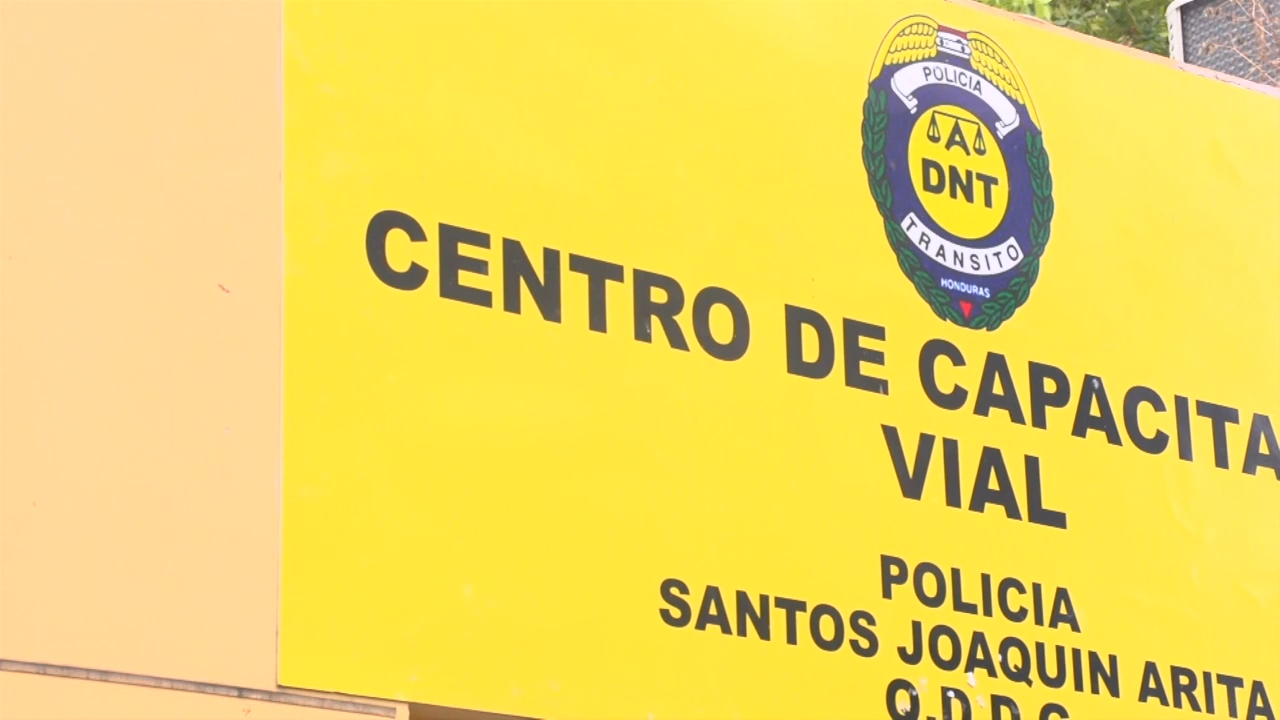 POLICIA
DNT
TRANSITO
HONDURAS
CENTRO DE CAPACITA
VIAL
POLICIA
SANTOS JOAQUIN ARITA
Q.D.D.G